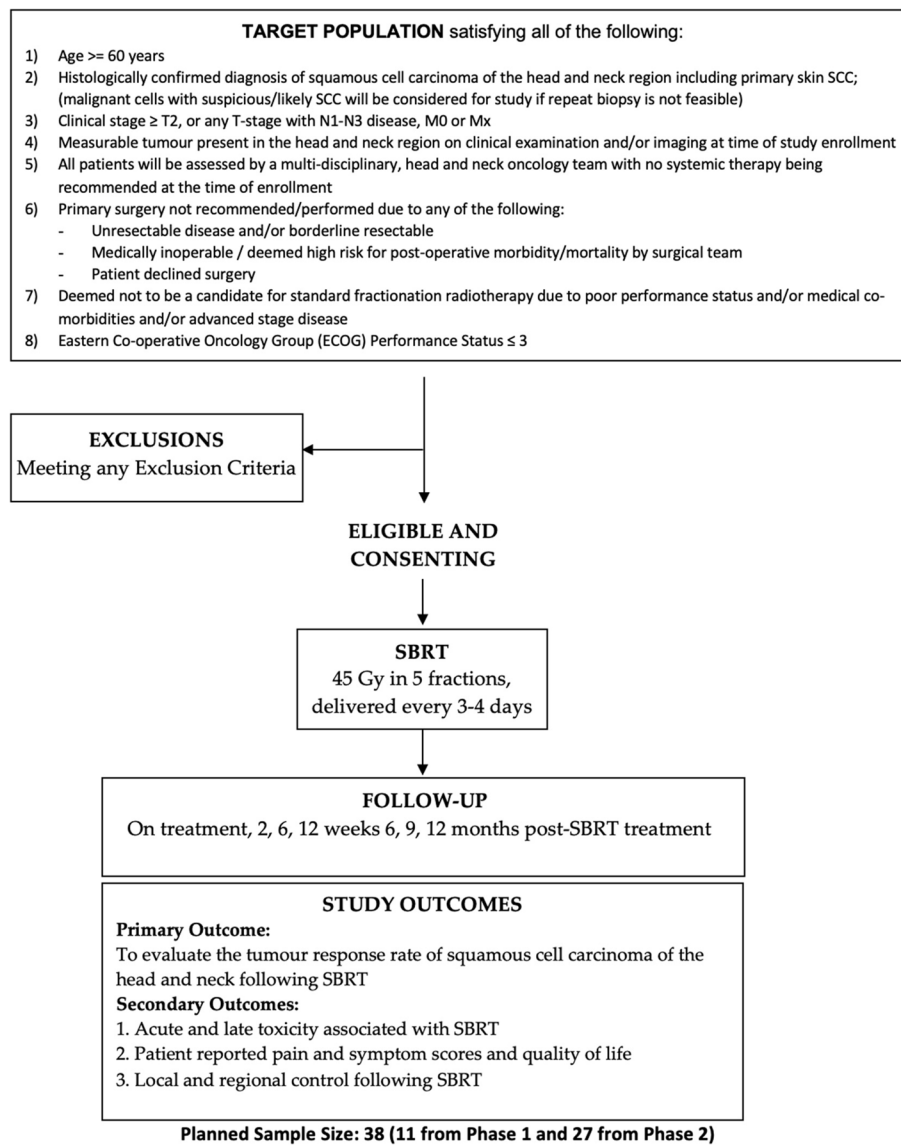 TARGET POPULATION satisfying all of the following:
1) Age >= 60 years
2) Histologically confirmed diagnosis of squamous cell carcinoma of the head and neck region including primary skin SCC;
(malignant cells with suspicious/likely SCC will be considered for study if repeat biopsy is not feasible)
3) Clinical stage ≥ T2, or any T-stage with N1-N3 disease, M0 or Mx
4) Measurable tumour present in the head and neck region on clinical examination and/or imaging at time of study enrollment
5) All patients will be assessed by a multi-disciplinary, head and neck oncology team with no systemic therapy being
recommended at the time of enrollment
6) Primary surgery not recommended/performed due to any of the following:
- Unresectable disease and/or borderline resectable
- Medically inoperable / deemed high risk for post-operative morbidity/mortality by surgical team
- Patient declined surgery
7) Deemed not to be a candidate for standard fractionation radiotherapy due to poor performance status and/or medical co-
morbidities and/or advanced stage disease
8) Eastern Co-operative Oncology Group (ECOG) Performance Status ≤ 3
EXCLUSIONS
Meeting any Exclusion Criteria
ELIGIBLE AND
CONSENTING
SBRT
45 Gy in 5 fractions,
delivered every 3-4 days
FOLLOW-UP
On treatment, 2, 6, 12 weeks 6, 9, 12 months post-SBRT treatment
STUDY OUTCOMES
Primary Outcome:
To evaluate the tumour response rate of squamous cell carcinoma of the
head and neck following SBRT
Secondary Outcomes:
1. Acute and late toxicity associated with SBRT
2. Patient reported pain and symptom scores and quality of life
3. Local and regional control following SBRT
Planned Sample Size: 38 (11 from Phase 1 and 27 from Phase 2)